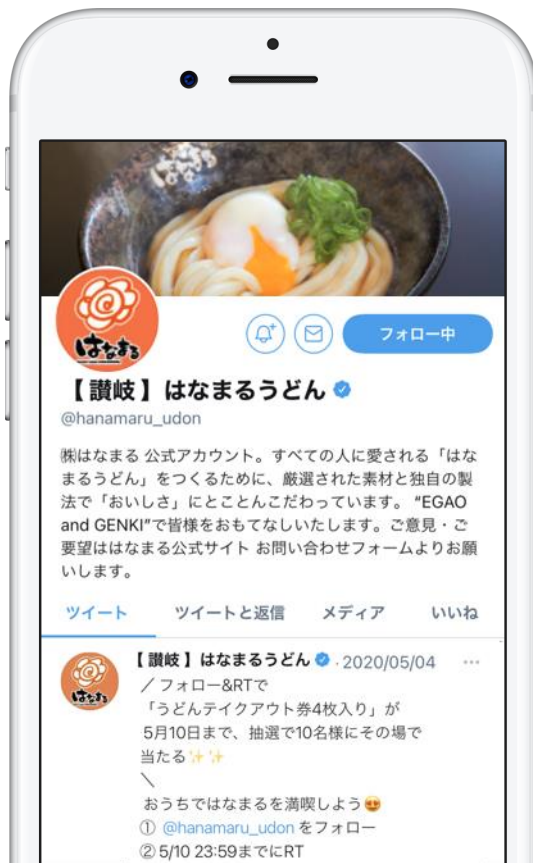 はなまる
フォロー中
【 讃岐 】はなまるうどん
@hanamaru_udon
㈱はなまる 公式アカウント。すべての人に愛される「はな
まるうどん」をつくるために、厳選された素材と独自の製
法で「おいしさ」にとことんこだわっています。 “EGAO
and GENKI”で皆様をおもてなしいたします。ご意見・ご
要望ははなまる公式サイト お問い合わせフォームよりお願
いします。
ツイート ツイートと返信 メディア いいね
【 讃岐 】はなまるうどん · 2020/05/04 …
はなまる
／フォロー&RTで
「うどんテイクアウト券4枚入り」が
5月10日まで、抽選で10名様にその場で
当たる✨✨
＼
おうちではなまるを満喫しよう😍
① @hanamaru_udon をフォロー
② 5/10 23:59までにRT